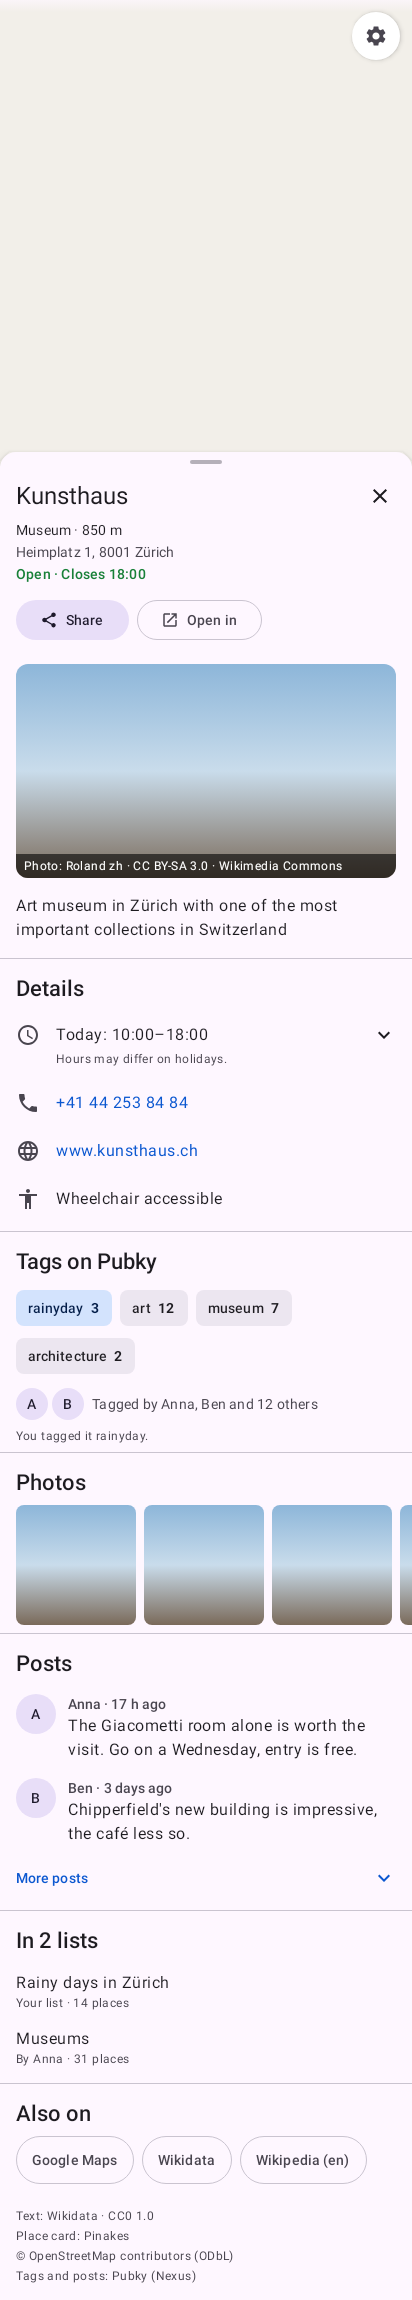 Kunsthaus
Museum · 850 m
Heimplatz 1, 8001 Zürich
Open · Closes 18:00
Share
Open in
Photo: Roland zh · CC BY-SA 3.0 · Wikimedia Commons
Art museum in Zürich with one of the most
important collections in Switzerland
Details
Today: 10:00–18:00
Hours may differ on holidays.
+41 44 253 84 84
www.kunsthaus.ch
Wheelchair accessible
Tags on Pubky
rainyday 3 art 12 museum 7
architecture 2
A B Tagged by Anna, Ben and 12 others
You tagged it rainyday.
Photos
Posts
A
Anna · 17 h ago
The Giacometti room alone is worth the
visit. Go on a Wednesday, entry is free.
B
Ben · 3 days ago
Chipperfield's new building is impressive,
the café less so.
More posts
In 2 lists
Rainy days in Zürich
Your list · 14 places
Museums
By Anna · 31 places
Also on
Google Maps Wikidata Wikipedia (en)
Text: Wikidata · CC0 1.0
Place card: Pinakes
© OpenStreetMap contributors (ODbL)
Tags and posts: Pubky (Nexus)